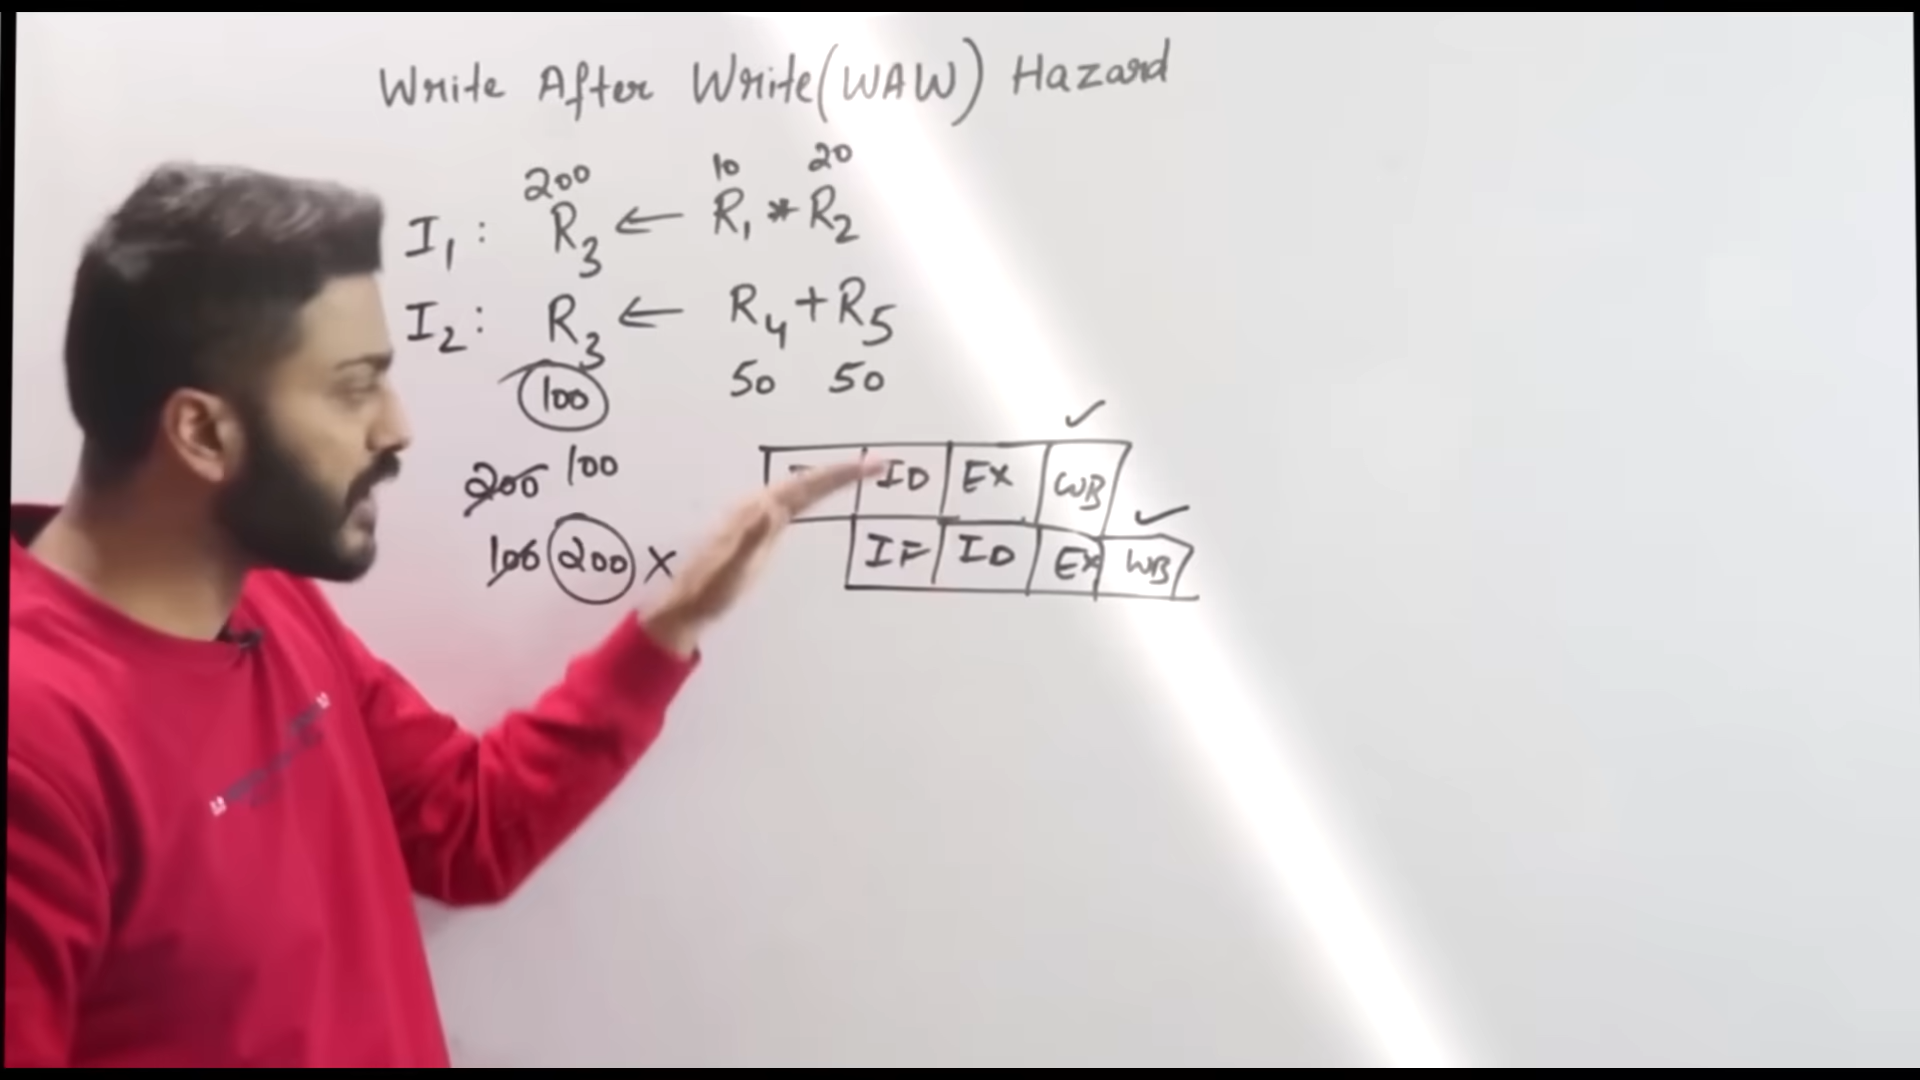 Write After Write (WAW) Hazard
200 10 20
I1 : R3 ← R1 * R2
I2 : R3 ← R4 + R5
100 50 50
200 100
100 200 x
ID EX WB ✓
IF ID EX WB ✓